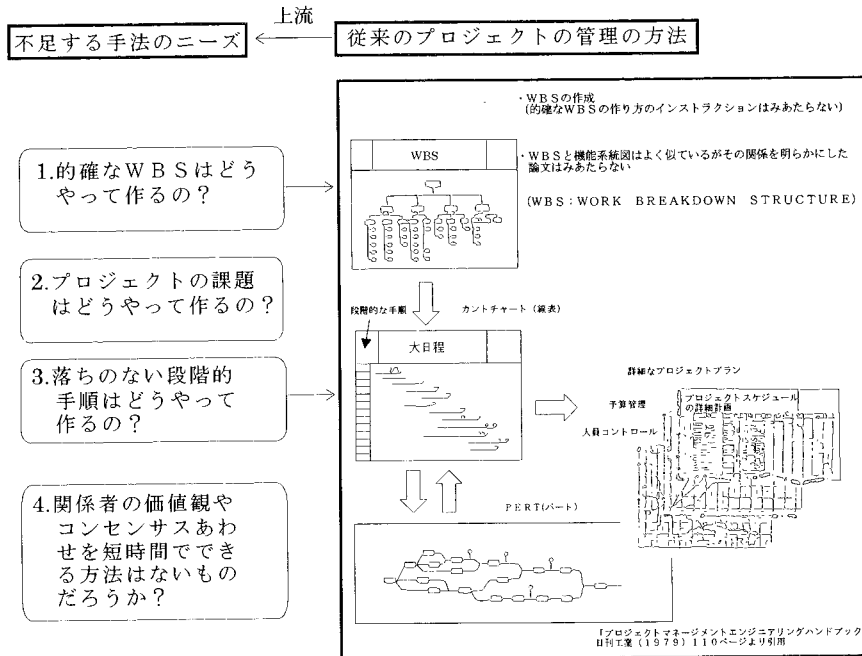 上流
不足する手法のニーズ
従来のプロジェクトの管理の方法
1.的確なWBSはどう
やって作るの？
2.プロジェクトの課題
はどうやって作るの？
3.落ちのない段階的
手順はどうやって
作るの？
4.関係者の価値観や
コンセンサスあわ
せを短時間ででき
る方法はないもの
だろうか？
・WBSの作成
(的確なWBSの作り方のインストラクションはみあたらない)
WBS
・WBSと機能系統図はよく似ているがその関係を明らかにした
論文はみあたらない
(WBS：WORK BREAKDOWN STRUCTURE)
段階的な手順
カントチャート（線表）
大日程
詳細なプロジェクトプラン
予算管理
プロジェクトスケジュール
の詳細計画
人員コントロール
PERT(パート)
『プロジェクトマネージメントエンジニアリングハンドブック
日刊工業(1979)110ページより引用